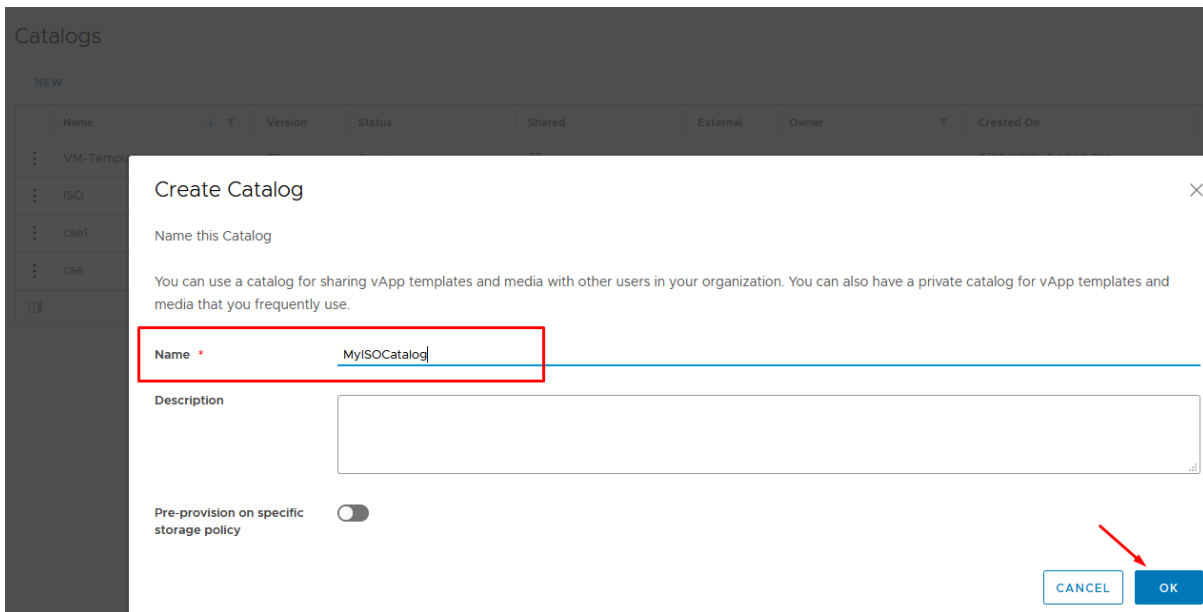 Catalogs
NEW
Name Version Status Shared External Owner Created On
VM-Templa
ISO
cse1
cse
Create Catalog
Name this Catalog
You can use a catalog for sharing vApp templates and media with other users in your organization. You can also have a private catalog for vApp templates and
media that you frequently use.
Name * MyISOCatalog
Description
Pre-provision on specific
storage policy
CANCEL OK